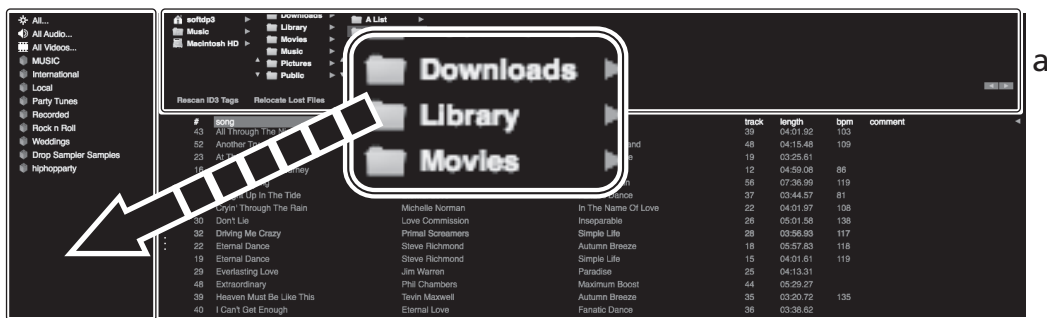 All...
All Audio...
All Videos...
MUSIC
International
Local
Party Tunes
Recorded
Rock n Roll
Weddings
Drop Sampler Samples
hiphopparty
softdp3
Music
Macintosh HD
Downloads
Library
Movies
Music
Pictures
Public
A List
Downloads
Library
Movies
a
Rescan ID3 Tags Relocate Lost Files
# song track length bpm comment
43 All Through The 39 04:01.92 103
52 Another 48 04:15.48 109
23 19 03:25.61
12 04:59.08 86
56 07:36.99 119
Up In The Tide Dance 37 03:44.57 81
Cryin' Through The Rain Michelle Norman In The Name Of Love 22 04:01.97 108
30 Don't Lie Love Commission Inseparable 26 05:01.58 138
32 Driving Me Crazy Primal Screamers Simple Life 28 03:56.93 117
22 Eternal Dance Steve Richmond Autumn Breeze 18 05:57.83 118
19 Eternal Dance Steve Richmond Simple Life 15 04:01.61 119
29 Everlasting Love Jim Warren Paradise 25 04:13.31
48 Extraordinary Phil Chambers Maximum Boost 44 05:29.27
39 Heaven Must Be Like This Tevin Maxwell Autumn Breeze 35 03:20.72 135
40 I Can't Get Enough Eternal Love Fanatic Dance 36 03:38.62